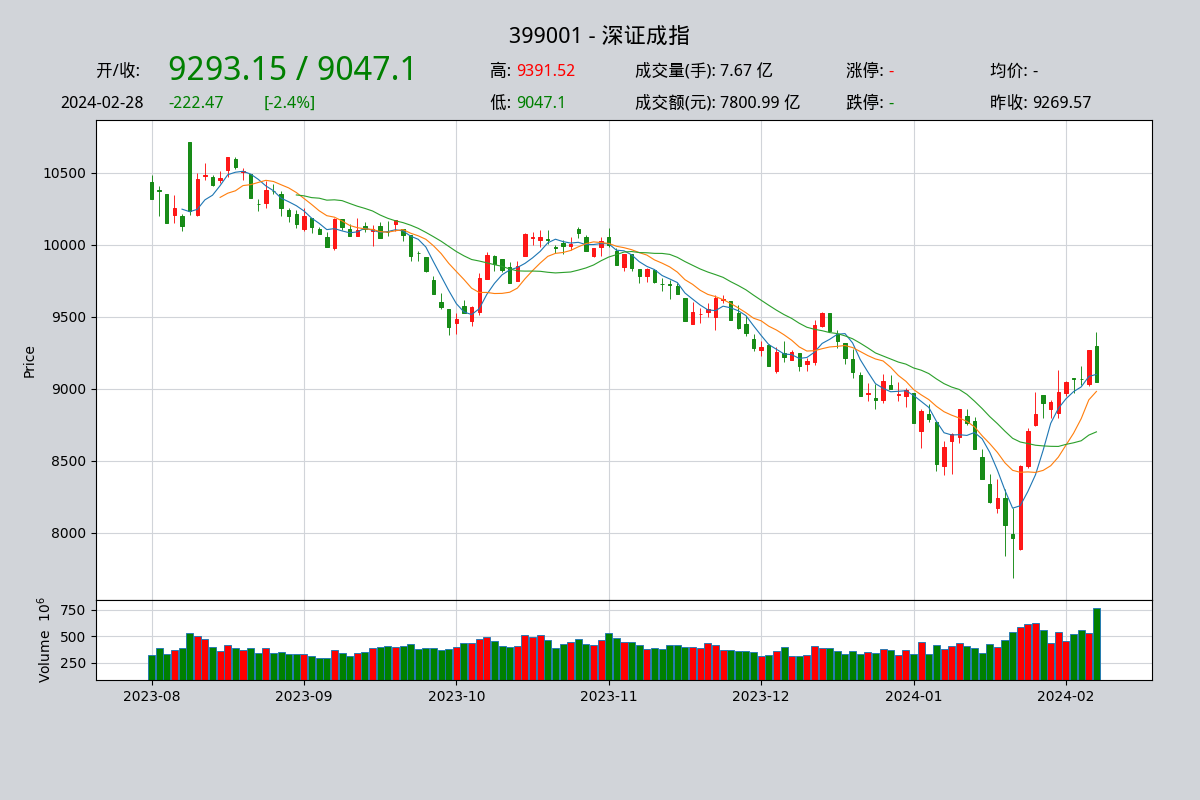 399001 - 深证成指
开/收: 9293.15 / 9047.1 高: 9391.52 成交量(手): 7.67 亿 涨停: - 均价: -
2024-02-28 -222.47 [-2.4%] 低: 9047.1 成交额(元): 7800.99 亿 跌停: - 昨收: 9269.57
10500
10000
9500
9000
8500
8000
Price
750
500
250
Volume 10^6
2023-08 2023-09 2023-10 2023-11 2023-12 2024-01 2024-02